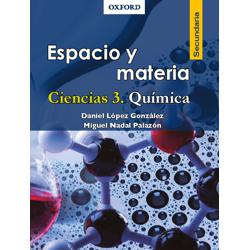 OXFORD
Secundaria
Espacio y
materia
Ciencias 3. Química
Daniel López González
Miguel Nadal Palazón